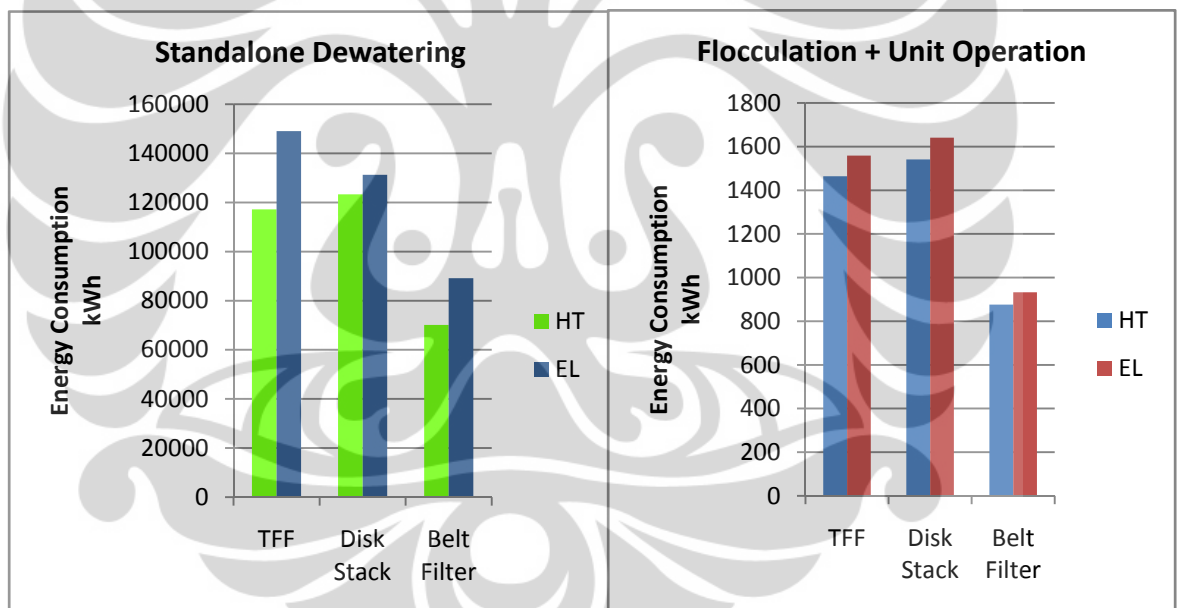 Standalone Dewatering
Energy Consumption
kWh
160000
140000
120000
100000
80000
60000
40000
20000
0
TFF
Disk
Stack
Belt
Filter
HT
EL
Flocculation + Unit Operation
Energy Consumption
kWh
1800
1600
1400
1200
1000
800
600
400
200
0
TFF
Disk
Stack
Belt
Filter
HT
EL